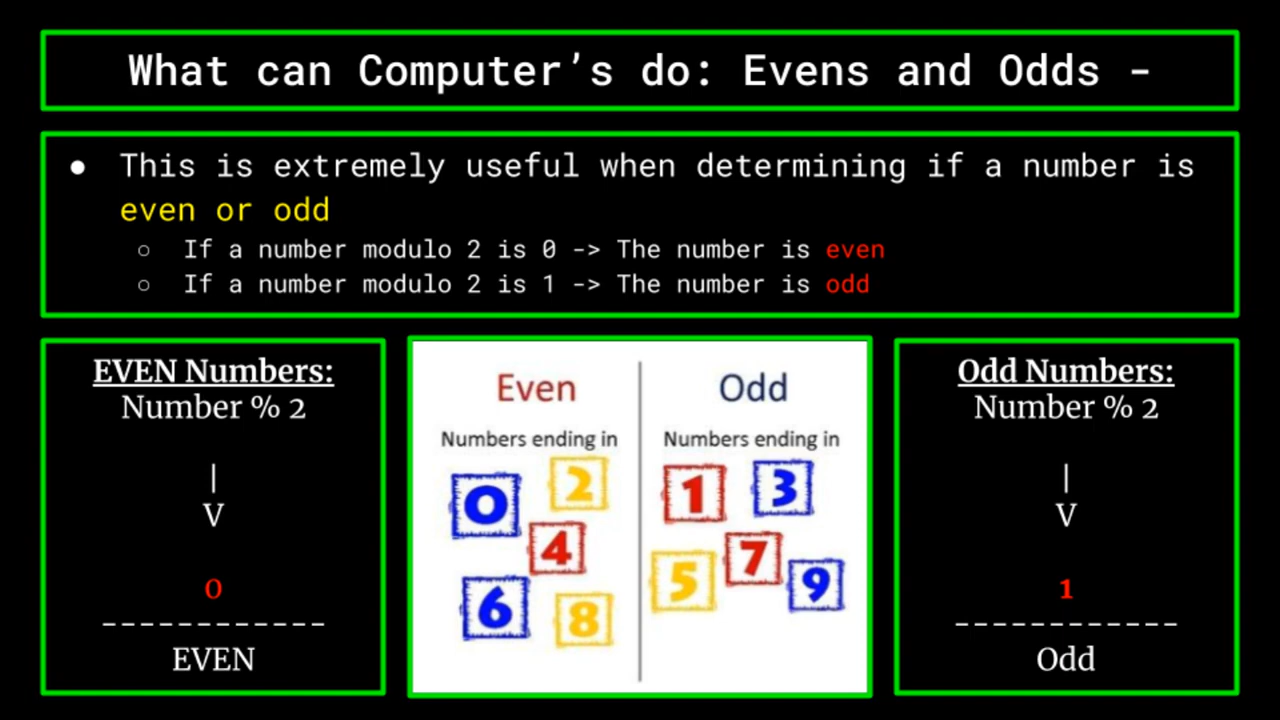 What can Computer’s do: Evens and Odds -
● This is extremely useful when determining if a number is
even or odd
○ If a number modulo 2 is 0 -> The number is even
○ If a number modulo 2 is 1 -> The number is odd
EVEN Numbers:
Number % 2
|
V
0
------------
EVEN
Even
Numbers ending in
0 2
4
6 8
Odd
Numbers ending in
1 3
5 7 9
Odd Numbers:
Number % 2
|
V
1
------------
Odd